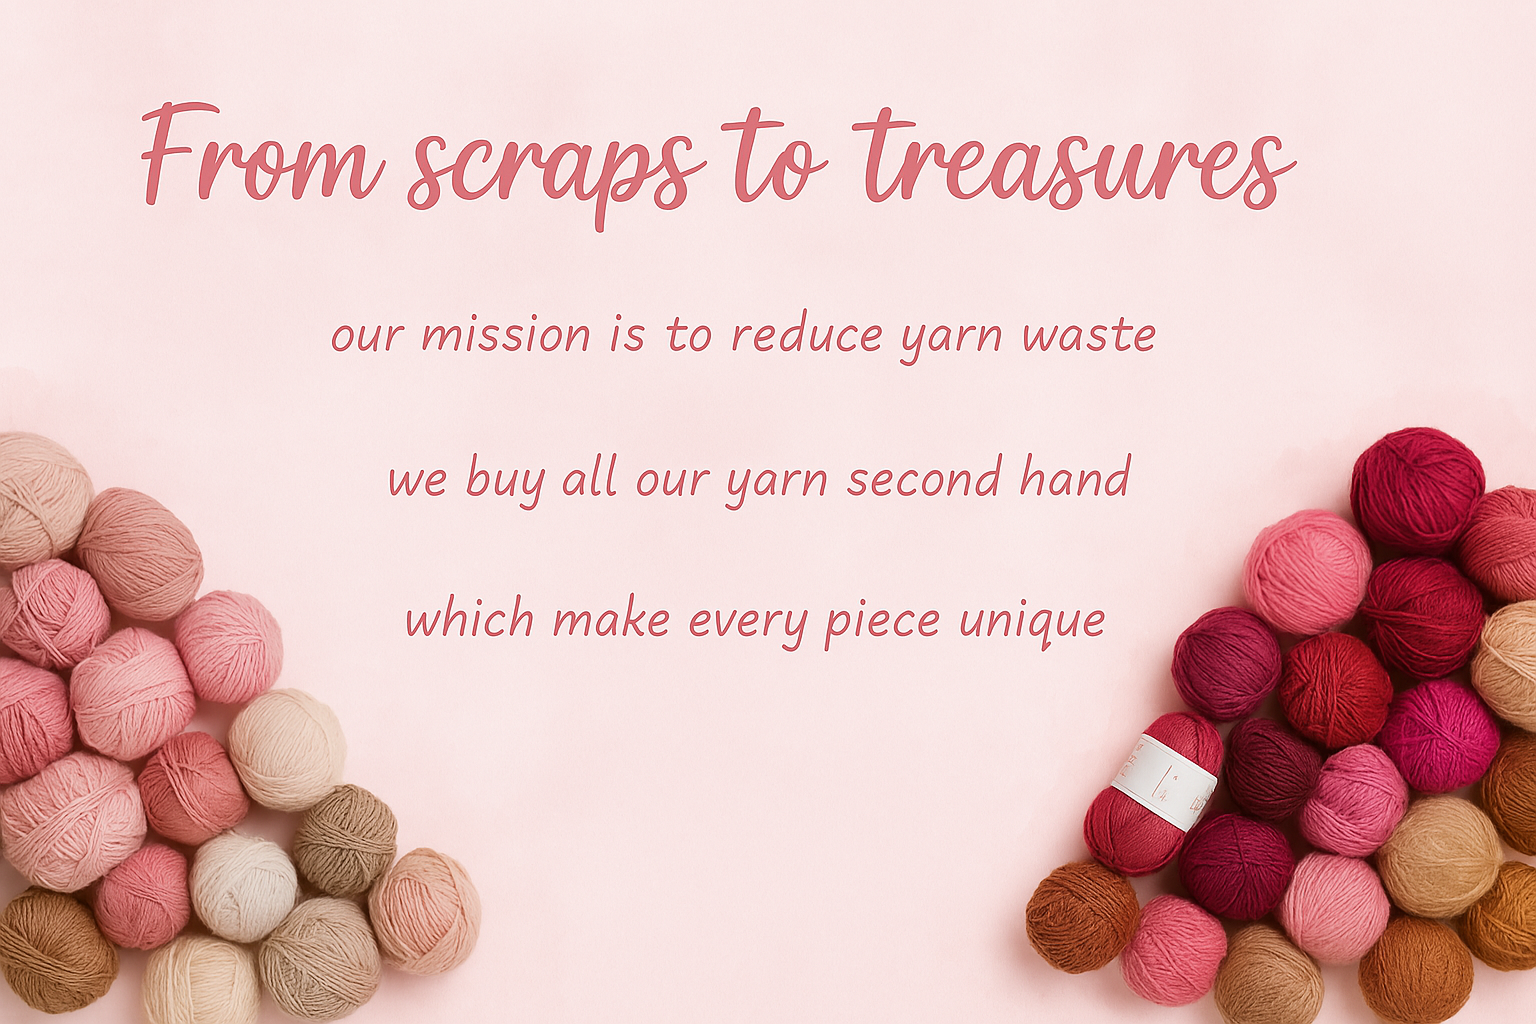 From scraps to treasures
our mission is to reduce yarn waste
we buy all our yarn second hand
which make every piece unique